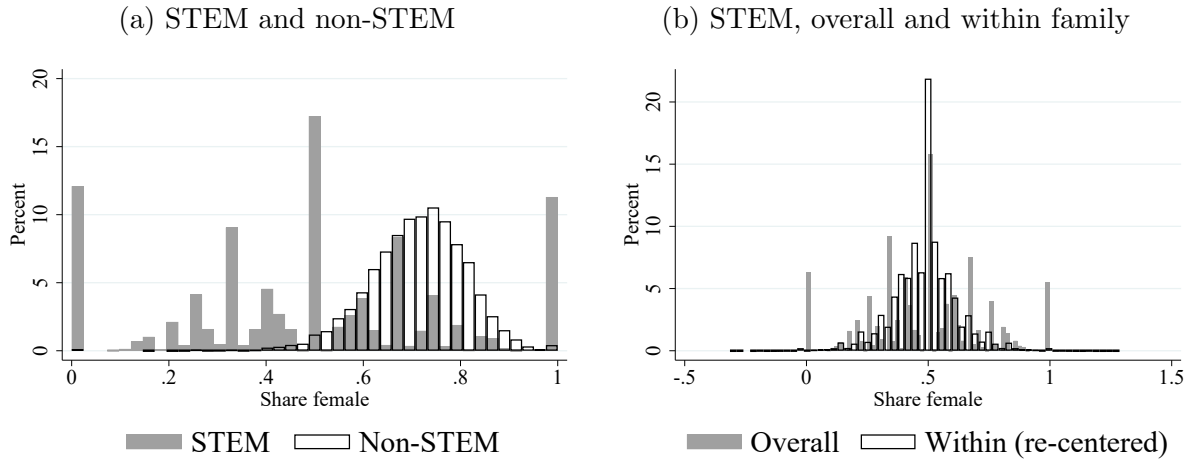 (a) STEM and non-STEM
(b) STEM, overall and within family
20
15
10
5
0
Percent
0 .2 .4 .6 .8 1
Share female
STEM Non-STEM
20
15
10
5
0
Percent
-.5 0 .5 1 1.5
Share female
Overall Within (re-centered)